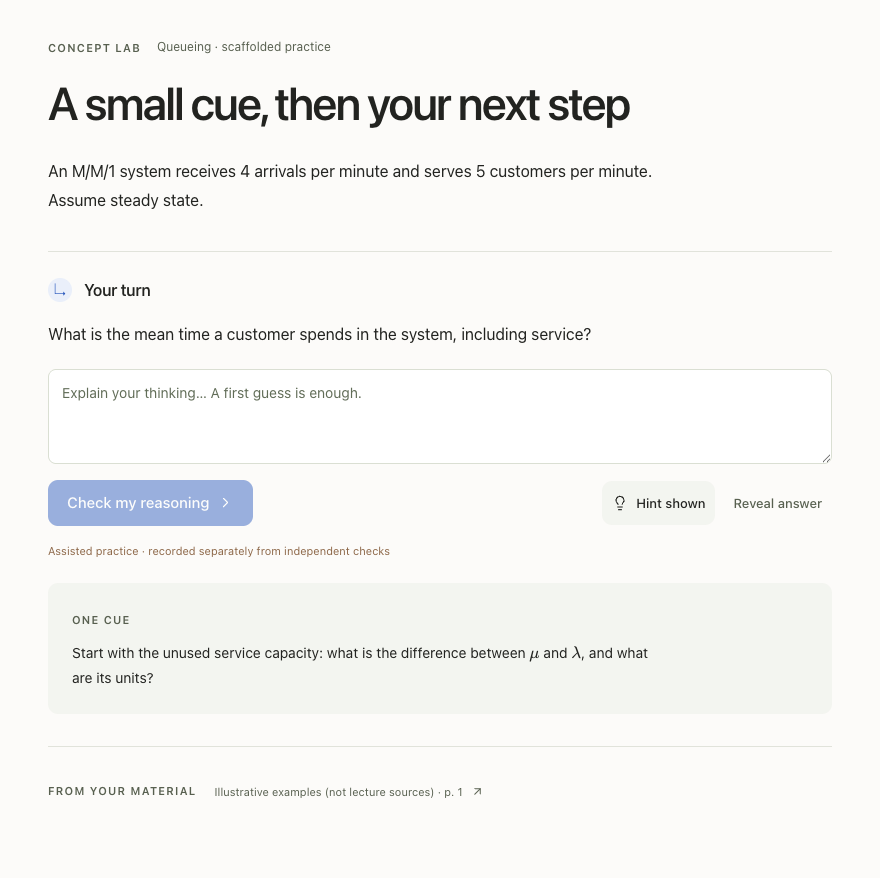 CONCEPT LAB Queueing · scaffolded practice
A small cue, then your next step
An M/M/1 system receives 4 arrivals per minute and serves 5 customers per minute.
Assume steady state.
Your turn
What is the mean time a customer spends in the system, including service?
Explain your thinking... A first guess is enough.
Check my reasoning
Hint shown
Reveal answer
Assisted practice · recorded separately from independent checks
ONE CUE
Start with the unused service capacity: what is the difference between μ and λ, and what
are its units?
FROM YOUR MATERIAL Illustrative examples (not lecture sources) · p. 1